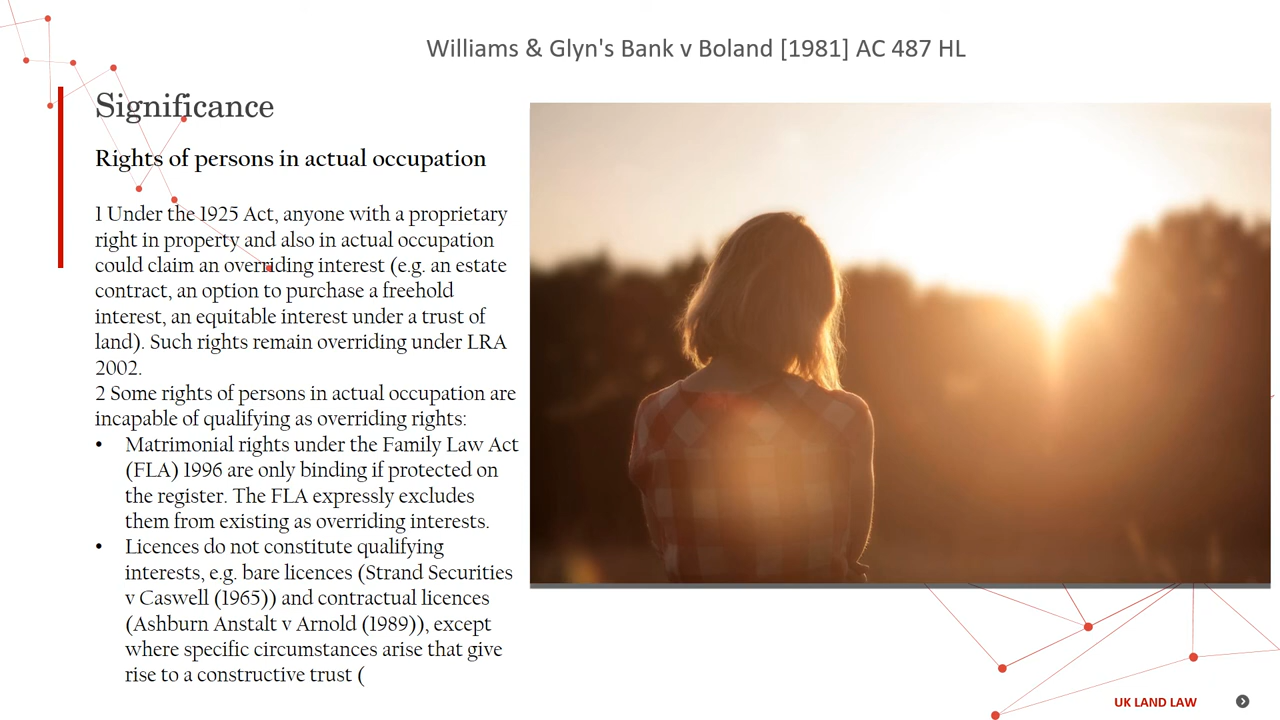 Williams & Glyn's Bank v Boland [1981] AC 487 HL
Significance
Rights of persons in actual occupation
1 Under the 1925 Act, anyone with a proprietary
right in property and also in actual occupation
could claim an overriding interest (e.g. an estate
contract, an option to purchase a freehold
interest, an equitable interest under a trust of
land). Such rights remain overriding under LRA
2002.
2 Some rights of persons in actual occupation are
incapable of qualifying as overriding rights:
• Matrimonial rights under the Family Law Act
(FLA) 1996 are only binding if protected on
the register. The FLA expressly excludes
them from existing as overriding interests.
• Licences do not constitute qualifying
interests, e.g. bare licences (Strand Securities
v Caswell (1965)) and contractual licences
(Ashburn Anstalt v Arnold (1989)), except
where specific circumstances arise that give
rise to a constructive trust (
UK LAND LAW